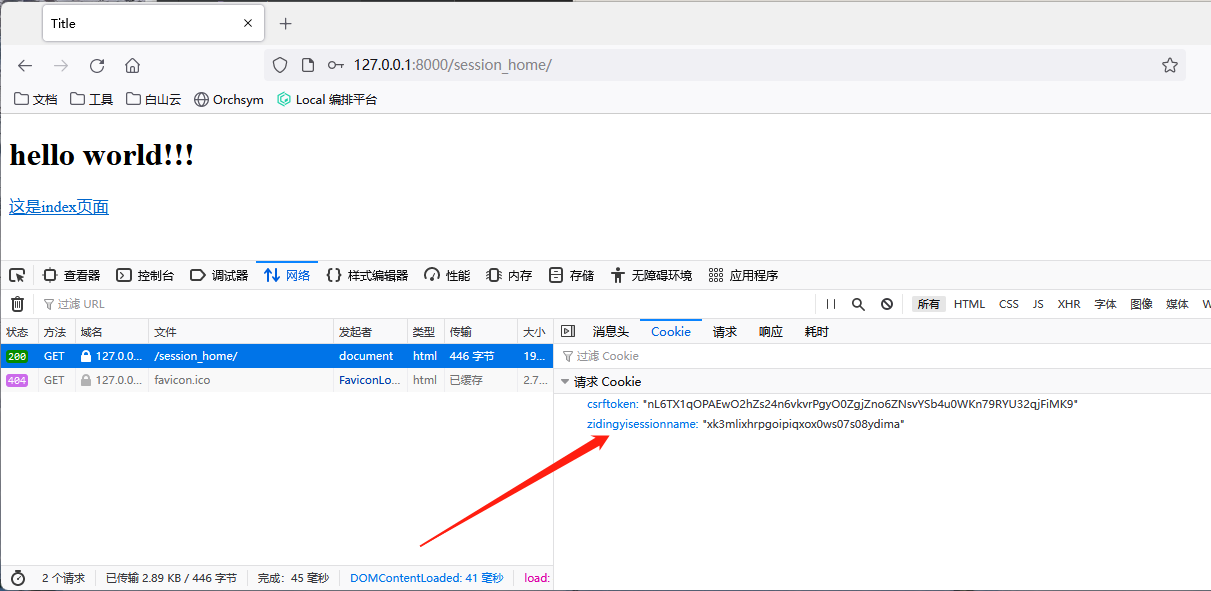 Title
127.0.0.1:8000/session_home/
文档 工具 白山云 Orchsym Local 编排平台
hello world!!!
这是index页面
查看器 控制台 调试器 网络 样式编辑器 性能 内存 存储 无障碍环境 应用程序
过滤 URL 所有 HTML CSS JS XHR 字体 图像 媒体 W
状态 方法 域名 文件 发起者 类型 传输 大小 消息头 Cookie 请求 响应 耗时
200 GET 127.0.0... /session_home/ document html 446 字节 19... 过滤 Cookie
404 GET 127.0.0... favicon.ico FaviconLo... html 已缓存 2.7... 请求 Cookie
csrftoken: "nL6TX1qOPAEwO2hZs24n6vkvrPgyO0ZgjZno6ZNsvYSb4u0WKn79RYU32qjFiMK9"
zidingyisessionname: "xk3mlixhrpgoipiqxox0ws07s08ydima"
2 个请求 已传输 2.89 KB / 446 字节 完成：45 毫秒 DOMContentLoaded: 41 毫秒 load: